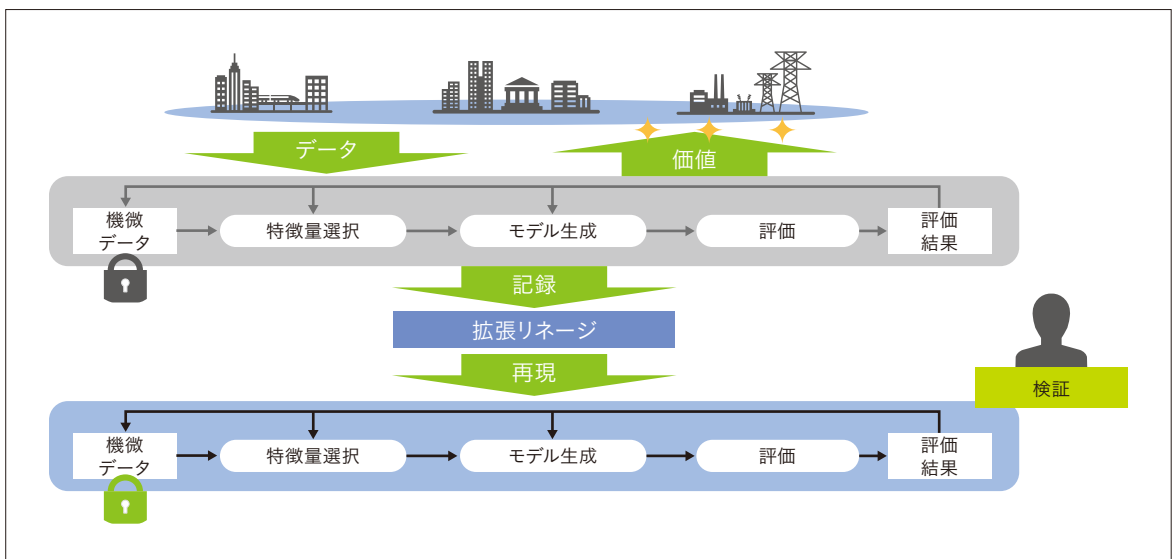 データ
価値
機微
データ
特徴量選択
モデル生成
評価
評価
結果
記録
拡張リネージ
再現
検証
機微
データ
特徴量選択
モデル生成
評価
評価
結果